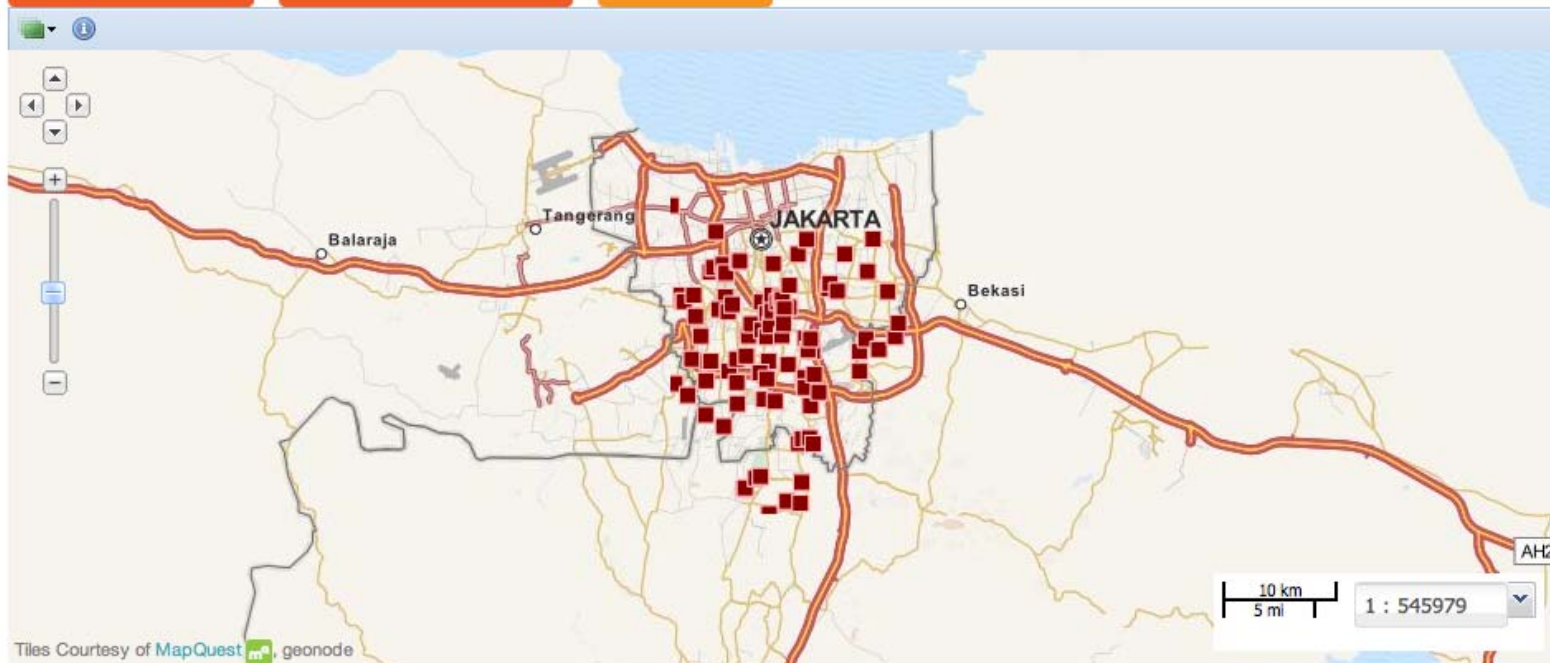 JAKARTA
Tangerang
Balaraja
Bekasi
AH2
10 km
5 mi
1 : 545979
Tiles Courtesy of MapQuest , geonode